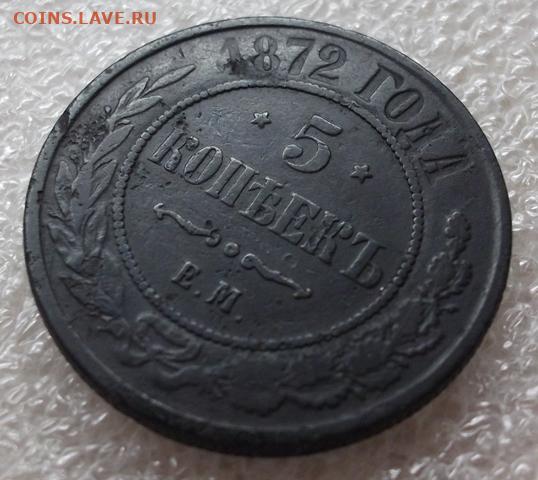 COINS.LAVE.RU
1872 ГОДА
5
КОПѢЕКЪ
Е.М.